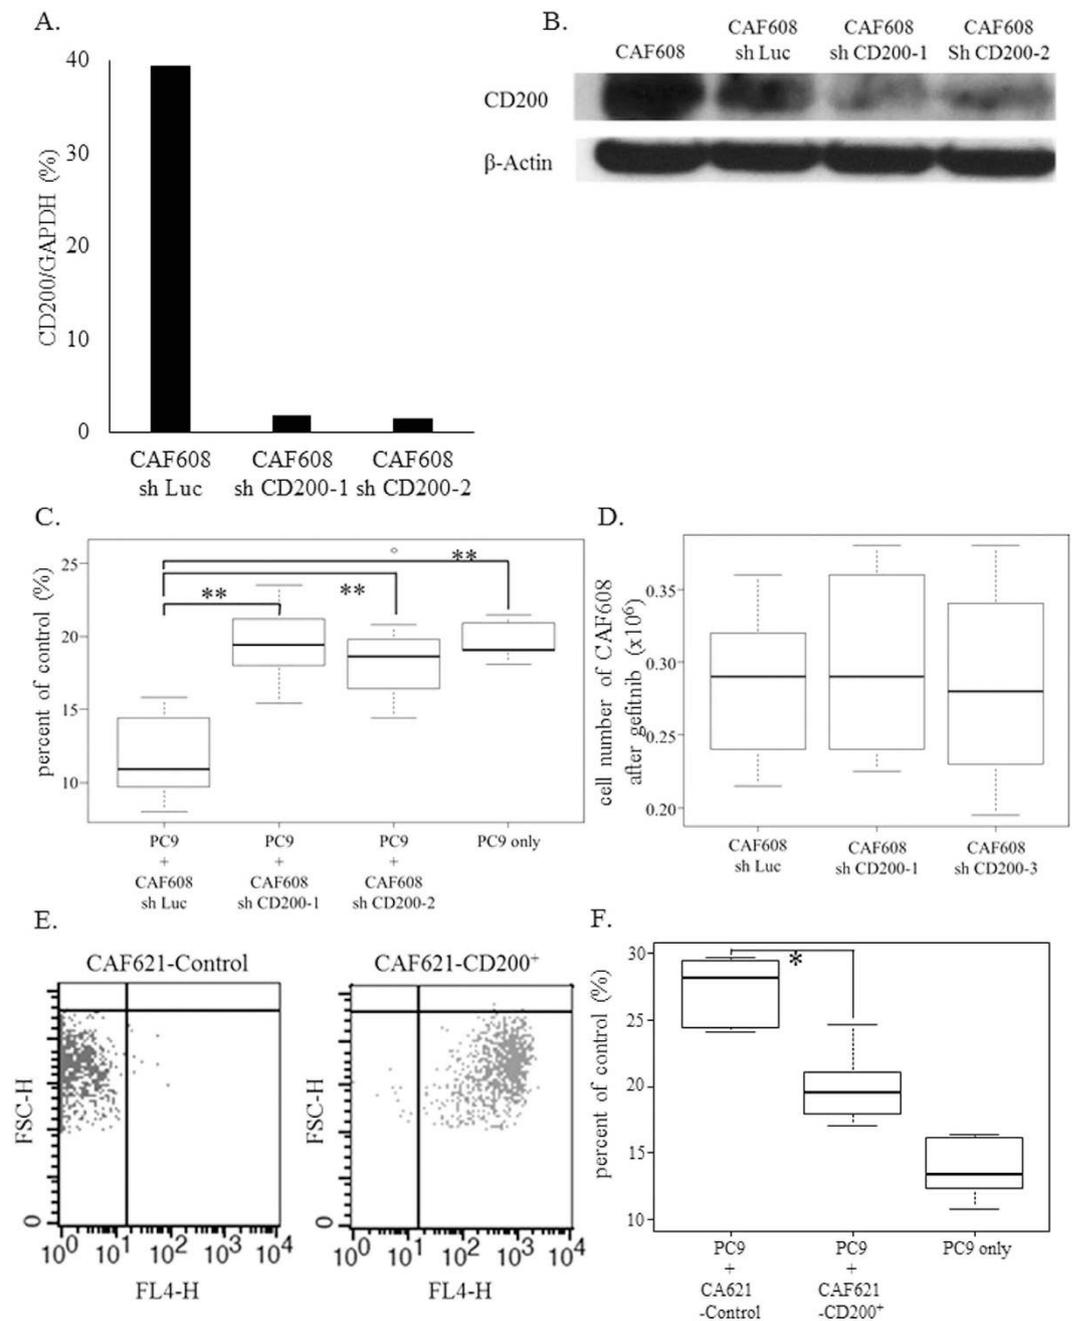 A.
40
30
20
10
0
CD200/GAPDH (%)
CAF608
sh Luc
CAF608
sh CD200-1
CAF608
sh CD200-2
B.
CAF608
CAF608
sh Luc
CAF608
sh CD200-1
CAF608
Sh CD200-2
CD200
β-Actin
C.
percent of control (%)
25
20
15
10
**
**
**
PC9
+
CAF608
sh Luc
PC9
+
CAF608
sh CD200-1
PC9
+
CAF608
sh CD200-2
PC9 only
D.
cell number of CAF608
after gefitnib (x10⁶)
0.35
0.30
0.25
0.20
CAF608
sh Luc
CAF608
sh CD200-1
CAF608
sh CD200-3
E.
CAF621-Control
FSC-H
0
10⁰ 10¹ 10² 10³ 10⁴
FL4-H
CAF621-CD200⁺
FSC-H
0
10⁰ 10¹ 10² 10³ 10⁴
FL4-H
F.
percent of control (%)
30
25
20
15
10
*
PC9
+
CA621
-Control
PC9
+
CAF621
-CD200⁺
PC9 only